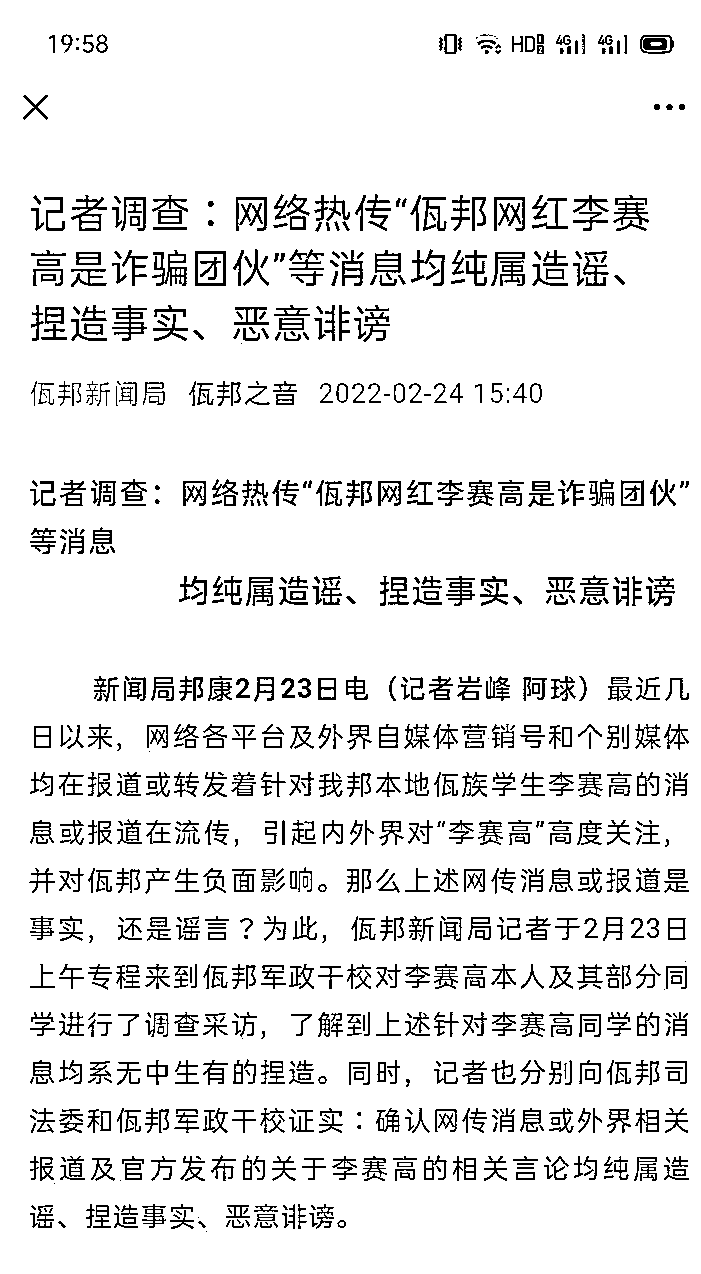 19:58
HD 4G 4G
记者调查：网络热传“佤邦网红李赛
高是诈骗团伙”等消息均纯属造谣、
捏造事实、恶意诽谤
佤邦新闻局 佤邦之音 2022-02-24 15:40
记者调查：网络热传“佤邦网红李赛高是诈骗团伙”
等消息
均纯属造谣、捏造事实、恶意诽谤
新闻局邦康2月23日电（记者岩峰 阿球）最近几
日以来，网络各平台及外界自媒体营销号和个别媒体
均在报道或转发着针对我邦本地佤族学生李赛高的消
息或报道在流传，引起内外界对“李赛高”高度关注，
并对佤邦产生负面影响。那么上述网传消息或报道是
事实，还是谣言？为此，佤邦新闻局记者于2月23日
上午专程来到佤邦军政干校对李赛高本人及其部分同
学进行了调查采访，了解到上述针对李赛高同学的消
息均系无中生有的捏造。同时，记者也分别向佤邦司
法委和佤邦军政干校证实：确认网传消息或外界相关
报道及官方发布的关于李赛高的相关言论均纯属造
谣、捏造事实、恶意诽谤。